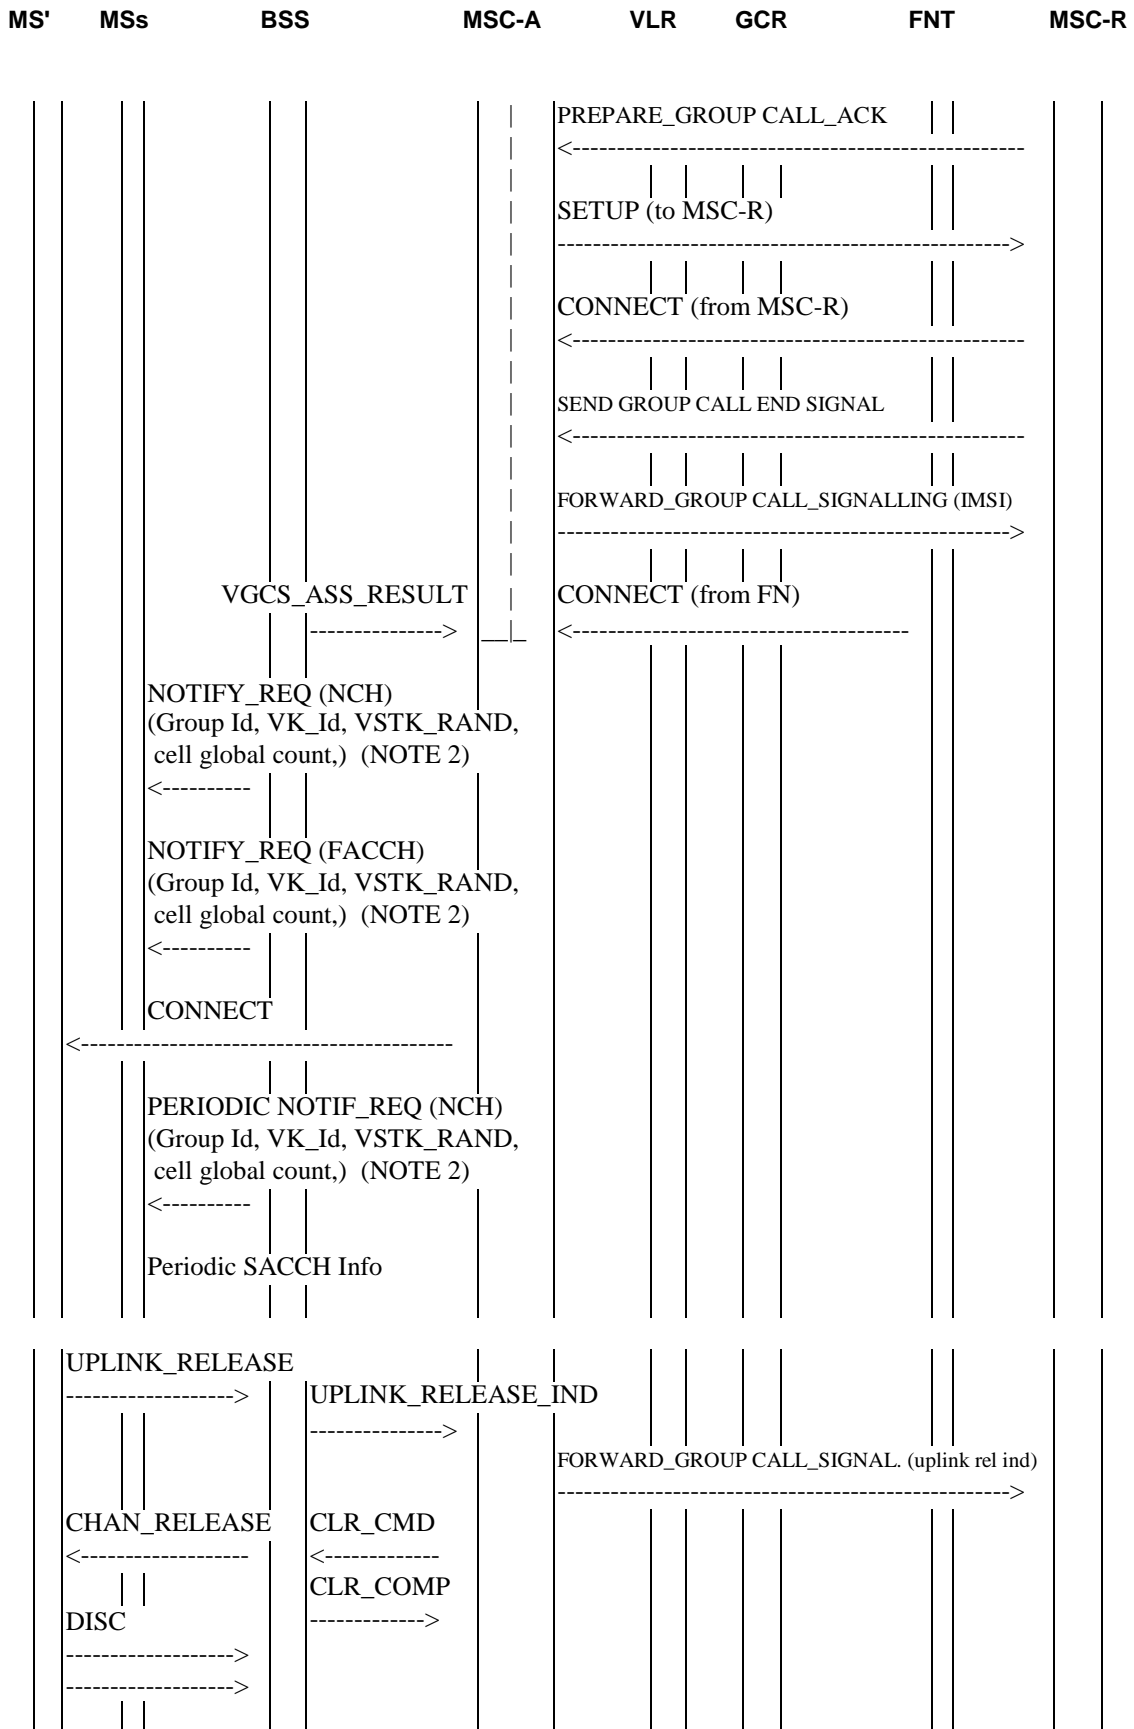 MS' MSs BSS MSC-A VLR GCR FNT MSC-R
PREPARE_GROUP CALL_ACK
<---------------------------------------------------
SETUP (to MSC-R)
--------------------------------------------------->
CONNECT (from MSC-R)
<---------------------------------------------------
SEND GROUP CALL END SIGNAL
<---------------------------------------------------
FORWARD_GROUP CALL_SIGNALLING (IMSI)
--------------------------------------------------->
VGCS_ASS_RESULT CONNECT (from FN)
---------------> __|_ <--------------------------------------
NOTIFY_REQ (NCH)
(Group Id, VK_Id, VSTK_RAND,
cell global count,) (NOTE 2)
<----------
NOTIFY_REQ (FACCH)
(Group Id, VK_Id, VSTK_RAND,
cell global count,) (NOTE 2)
<----------
CONNECT
<------------------------------------------
PERIODIC NOTIF_REQ (NCH)
(Group Id, VK_Id, VSTK_RAND,
cell global count,) (NOTE 2)
<----------
Periodic SACCH Info
UPLINK_RELEASE
-------------------> UPLINK_RELEASE_IND
--------------->
FORWARD_GROUP CALL_SIGNAL. (uplink rel ind)
--------------------------------------------------->
CHAN_RELEASE CLR_CMD
<------------------- <-------------
CLR_COMP
DISC ------------->
------------------->
------------------->